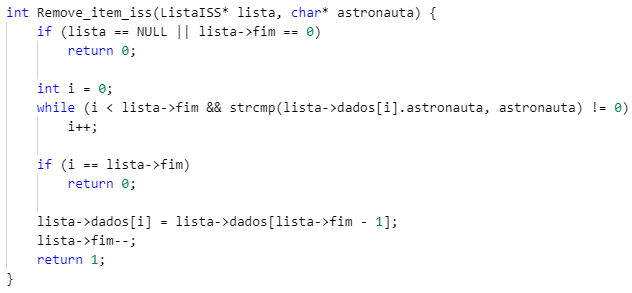 int Remove_item_iss(ListaISS* lista, char* astronauta) {
    if (lista == NULL || lista->fim == 0)
        return 0;

    int i = 0;
    while (i < lista->fim && strcmp(lista->dados[i].astronauta, astronauta) != 0)
        i++;

    if (i == lista->fim)
        return 0;

    lista->dados[i] = lista->dados[lista->fim - 1];
    lista->fim--;
    return 1;
}